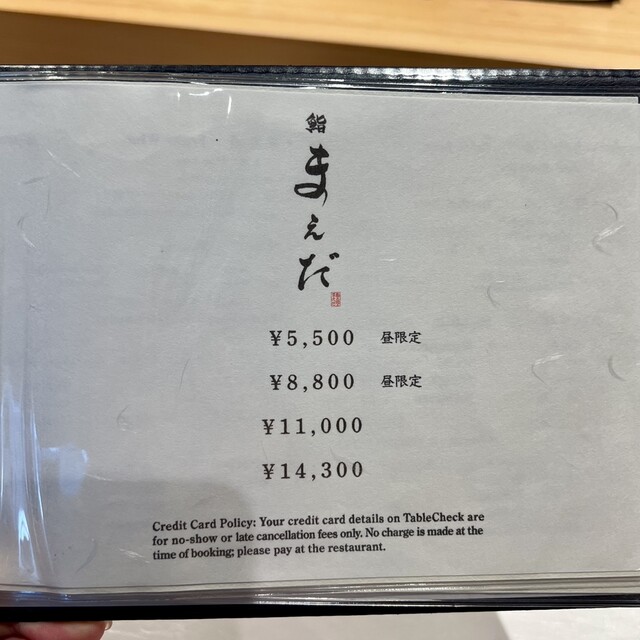 鮨
まえだ
¥5,500 昼限定
¥8,800 昼限定
¥11,000
¥14,300
Credit Card Policy: Your credit card details on TableCheck are
for no-show or late cancellation fees only. No charge is made at the
time of booking; please pay at the restaurant.